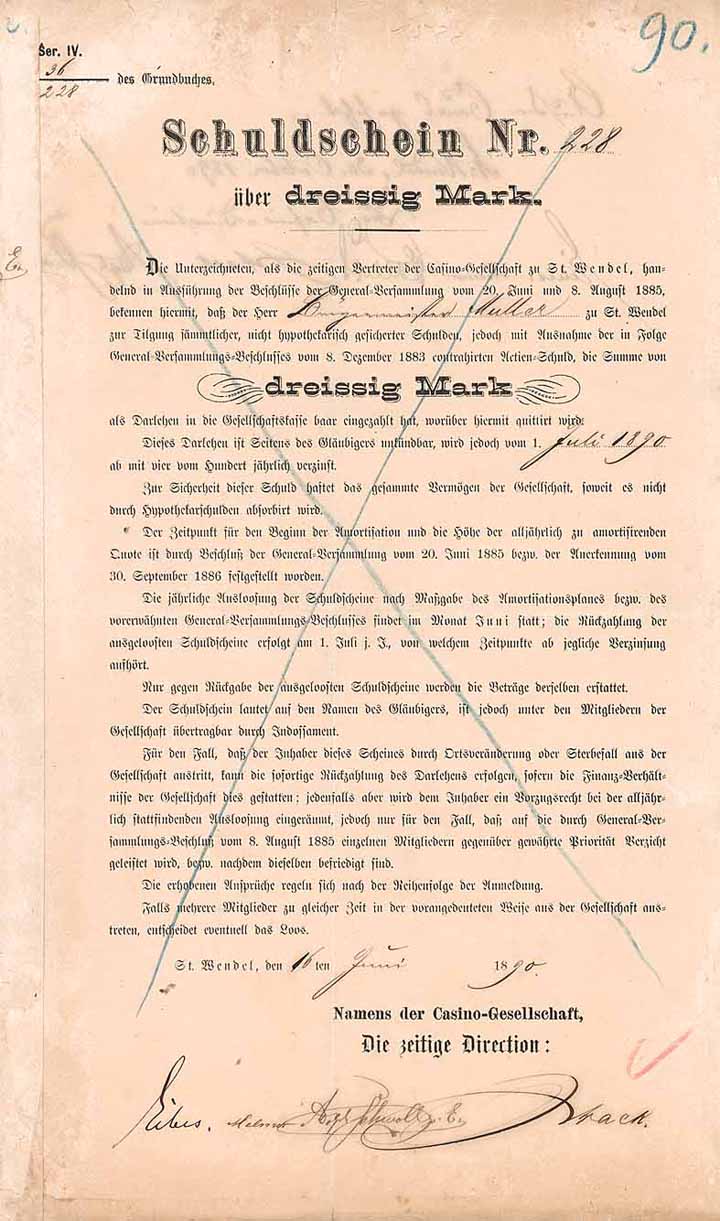 90.
Ser. IV.
36
228 des Grundbuches.
Schuldschein Nr. 228
über dreissig Mark.
Die Unterzeichneten, als die zeitigen Vertreter der Casino-Gesellschaft zu St. Wendel, han-
delnd in Ausführung der Beschlüsse der General-Versammlung vom 20. Juni und 8. August 1885,
bekennen hiermit, daß der Herr Bürgermeister Müller zu St. Wendel
zur Tilgung sämmtlicher, nicht hypothekarisch gesicherter Schulden, jedoch mit Ausnahme der in Folge
General-Versammlungs-Beschlusses vom 8. Dezember 1883 contrahirten Actien-Schuld, die Summe von
dreissig Mark
als Darlehen in die Gesellschaftskasse baar eingezahlt hat, worüber hiermit quittirt wird.
Dieses Darlehen ist Seitens des Gläubigers unkündbar, wird jedoch vom 1. Juli 1890
ab mit vier vom Hundert jährlich verzinst.
Zur Sicherheit dieser Schuld haftet das gesammte Vermögen der Gesellschaft, soweit es nicht
durch Hypothekarschulden absorbirt wird.
Der Zeitpunkt für den Beginn der Amortisation und die Höhe der alljährlich zu amortisirenden
Quote ist durch Beschluß der General-Versammlung vom 20. Juni 1885 bezw. der Anerkennung vom
30. September 1886 festgestellt worden.
Die jährliche Ausloosung der Schuldscheine nach Maßgabe des Amortisationsplanes bezw. des
vorerwähnten General-Versammlungs-Beschlusses findet im Monat Juni statt; die Rückzahlung der
ausgeloosten Schuldscheine erfolgt am 1. Juli j. J., von welchem Zeitpunkte ab jegliche Verzinsung
aufhört.
Nur gegen Rückgabe der ausgeloosten Schuldscheine werden die Beträge derselben erstattet.
Der Schuldschein lautet auf den Namen des Gläubigers, ist jedoch unter den Mitgliedern der
Gesellschaft übertragbar durch Indossament.
Für den Fall, daß der Inhaber dieses Scheines durch Ortsveränderung oder Sterbefall aus der
Gesellschaft austritt, kann die sofortige Rückzahlung des Darlehens erfolgen, sofern die Finanz-Verhält-
nisse der Gesellschaft dies gestatten; jedenfalls aber wird dem Inhaber ein Vorzugsrecht bei der alljähr-
lich stattfindenden Ausloosung eingeräumt, jedoch nur für den Fall, daß auf die durch General-Ver-
sammlungs-Beschluß vom 8. August 1885 einzelnen Mitgliedern gegenüber gewährte Priorität Verzicht
geleistet wird, bezw. nachdem dieselben befriedigt sind.
Die erhobenen Ansprüche regeln sich nach der Reihenfolge der Anmeldung.
Falls mehrere Mitglieder zu gleicher Zeit in der vorangedeuteten Weise aus der Gesellschaft aus-
treten, entscheidet eventuell das Loos.
St. Wendel, den 16 ten Juni 1890.
Namens der Casino-Gesellschaft,
Die zeitige Direction: